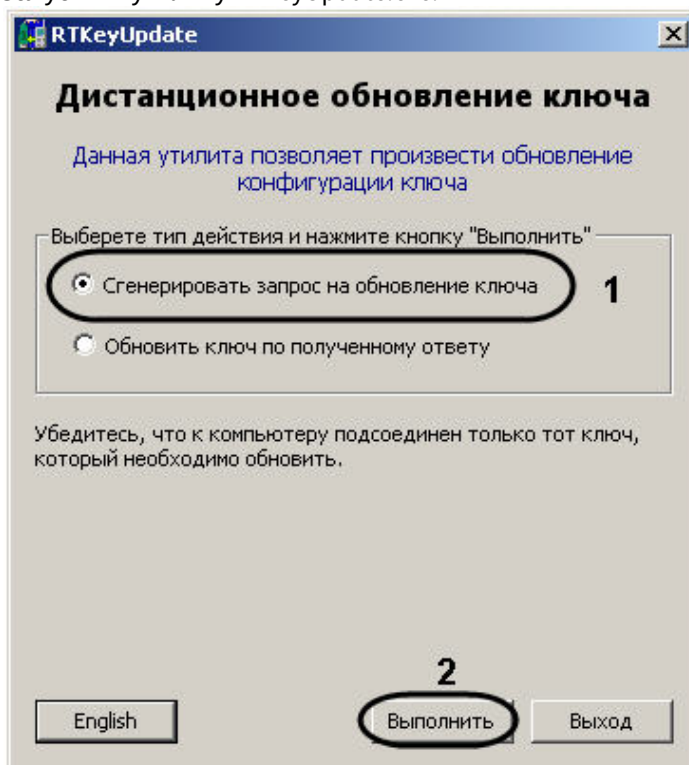 RTKeyUpdate
Дистанционное обновление ключа
Данная утилита позволяет произвести обновление
конфигурации ключа
Выберете тип действия и нажмите кнопку "Выполнить"
Сгенерировать запрос на обновление ключа
1
Обновить ключ по полученному ответу
Убедитесь, что к компьютеру подсоединен только тот ключ,
который необходимо обновить.
2
English
Выполнить
Выход